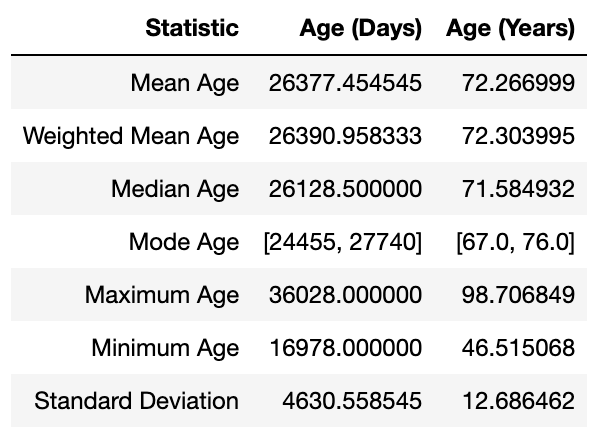 Statistic Age (Days) Age (Years)
Mean Age 26377.454545 72.266999
Weighted Mean Age 26390.958333 72.303995
Median Age 26128.500000 71.584932
Mode Age [24455, 27740] [67.0, 76.0]
Maximum Age 36028.000000 98.706849
Minimum Age 16978.000000 46.515068
Standard Deviation 4630.558545 12.686462